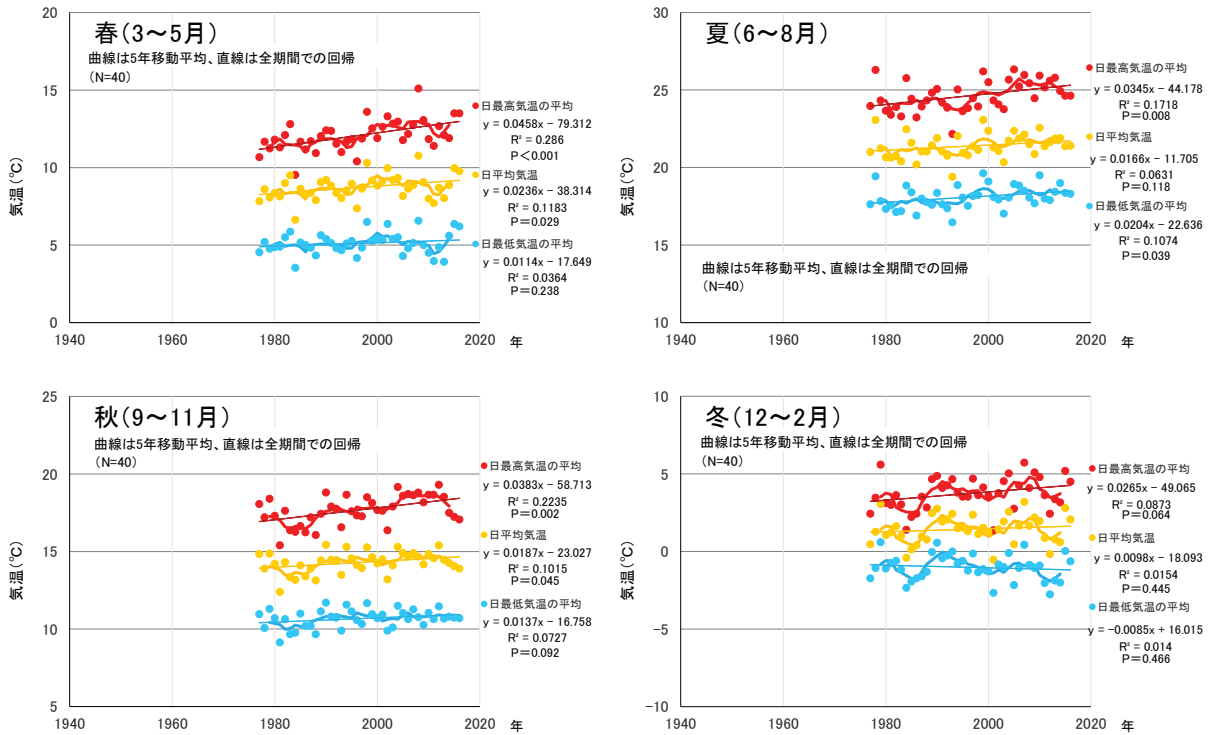 春(3～5月)
曲線は5年移動平均、直線は全期間での回帰
(N=40)
気温(℃)
20
15
10
5
0
1940
1960
1980
2000
2020
年
日最高気温の平均
y = 0.0458x − 79.312
R² = 0.286
P＜0.001
日平均気温
y = 0.0236x − 38.314
R² = 0.1183
P＝0.029
日最低気温の平均
y = 0.0114x − 17.649
R² = 0.0364
P＝0.238
夏(6～8月)
気温(℃)
30
25
20
15
10
日最高気温の平均
y = 0.0345x − 44.178
R² = 0.1718
P＝0.008
日平均気温
y = 0.0166x − 11.705
R² = 0.0631
P＝0.118
日最低気温の平均
y = 0.0204x − 22.636
R² = 0.1074
P＝0.039
曲線は5年移動平均、直線は全期間での回帰
(N=40)
1940
1960
1980
2000
2020
年
秋(9～11月)
曲線は5年移動平均、直線は全期間での回帰
(N=40)
気温(℃)
25
20
15
10
5
日最高気温の平均
y = 0.0383x − 58.713
R² = 0.2235
P＝0.002
日平均気温
y = 0.0187x − 23.027
R² = 0.1015
P＝0.045
日最低気温の平均
y = 0.0137x − 16.758
R² = 0.0727
P＝0.092
1940
1960
1980
2000
2020
年
冬(12～2月)
曲線は5年移動平均、直線は全期間での回帰
(N=40)
気温(℃)
10
5
0
−5
−10
日最高気温の平均
y = 0.0265x − 49.065
R² = 0.0873
P＝0.064
日平均気温
y = 0.0098x − 18.093
R² = 0.0154
P＝0.445
日最低気温の平均
y = −0.0085x + 16.015
R² = 0.014
P＝0.466
1940
1960
1980
2000
2020
年